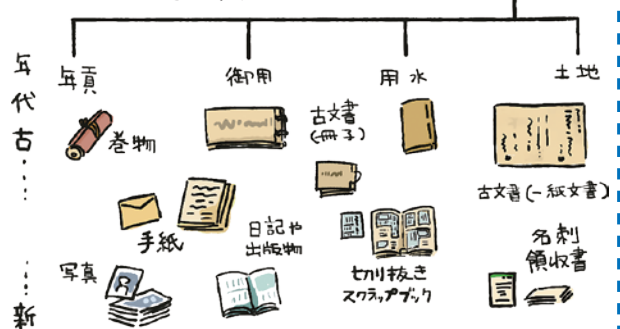 年貢
御用
用水
土地
年代古……新
巻物
古文書
(冊子)
古文書(一紙文書)
手紙
日記や
出版物
切り抜き
スクラップブック
名刺
領収書
写真